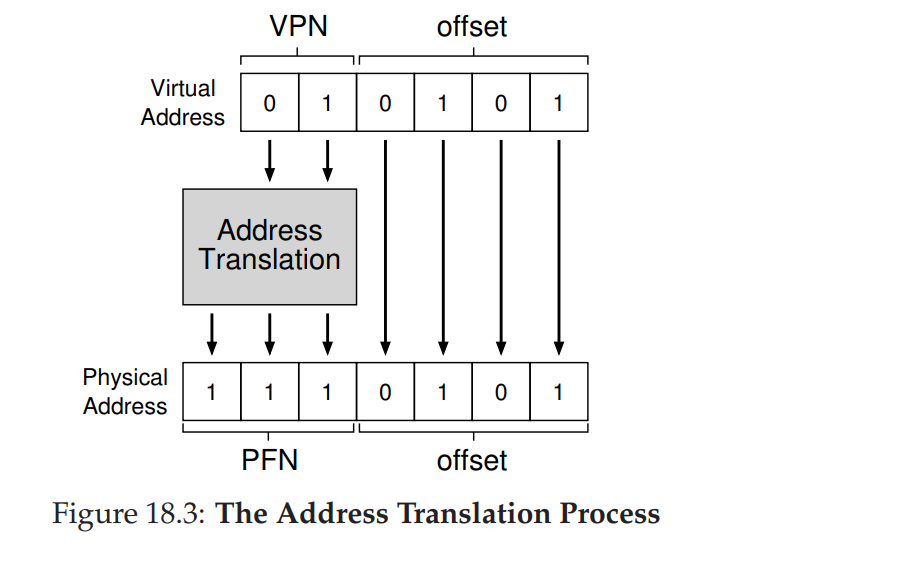 VPN offset
Virtual
Address
0 1 0 1 0 1
Address
Translation
Physical
Address
1 1 1 0 1 0 1
PFN offset
Figure 18.3: The Address Translation Process